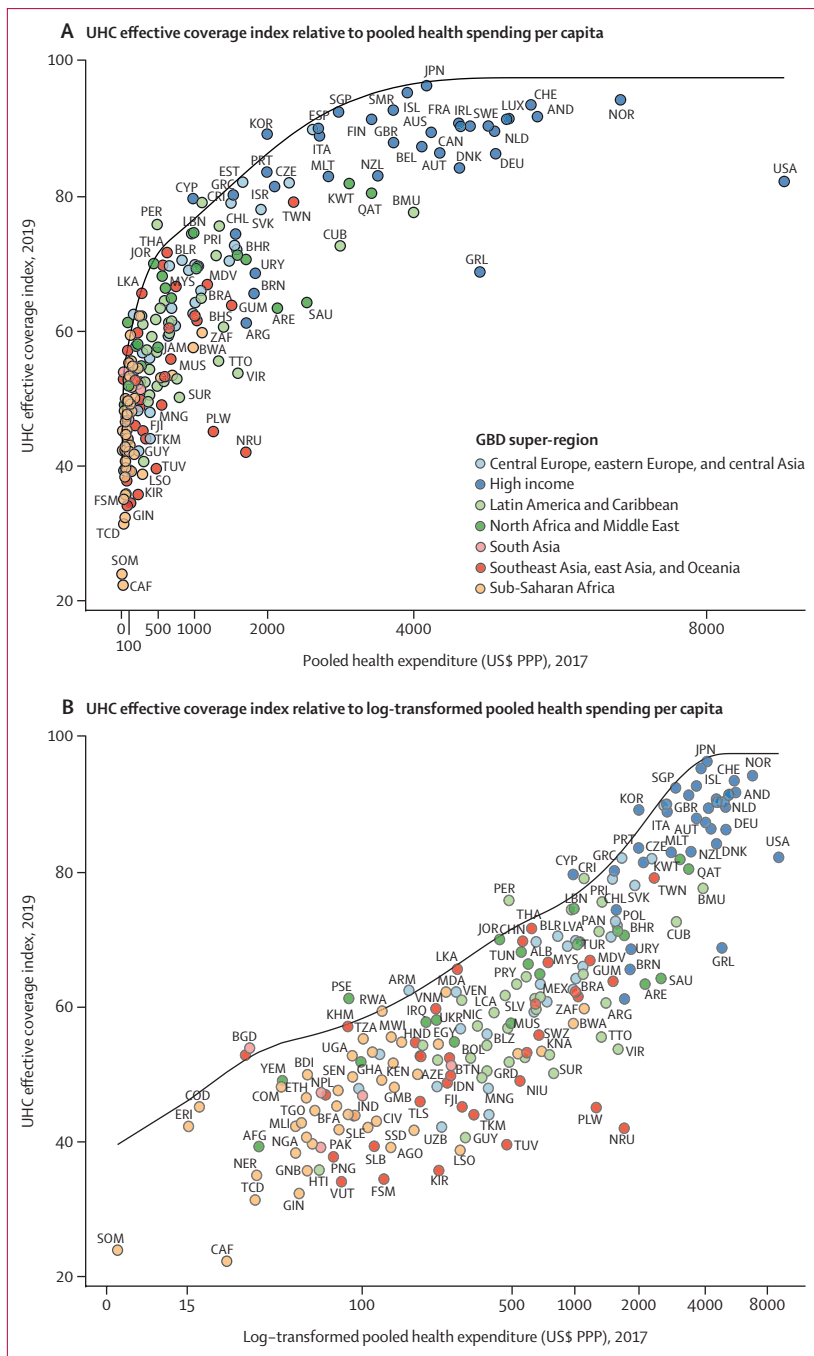 A UHC effective coverage index relative to pooled health spending per capita
100
80
60
40
20
UHC effective coverage index, 2019
JPN
SGP
SMR
ISL
CHE
LUX
AND
NOR
FRA
IRL
SWE
AUS
KOR
ESP
FIN
GBR
CAN
NLD
ITA
BEL
AUT
DNK
DEU
USA
PRT
EST
CZE
MLT
NZL
GRC
CYP
CRI
ISR
KWT
QAT
BMU
PER
LBN
CHL
SVK
TWN
THA
JOR
BLR
PRI
BHR
CUB
GRL
URY
LKA
MYS
MDV
BRN
BRA
GUM
BHS
ARE
SAU
ZAF
ARG
JAM
BWA
MUS
TTO
VIR
SUR
MNG
FJI
TKM
PLW
NRU
GUY
TUV
LSO
KIR
FSM
GIN
TCD
SOM
CAF
GBD super-region
Central Europe, eastern Europe, and central Asia
High income
Latin America and Caribbean
North Africa and Middle East
South Asia
Southeast Asia, east Asia, and Oceania
Sub-Saharan Africa
0 500 1000 2000 4000 8000
100
Pooled health expenditure (US$ PPP), 2017
B UHC effective coverage index relative to log-transformed pooled health spending per capita
100
80
60
40
20
UHC effective coverage index, 2019
JPN
NOR
CHE
ISL
SGP
AND
KOR
GBR
NLD
ITA
AUT
DEU
PRT
MLT
CZE
NZL
DNK
USA
GRC
KWT
CYP
CRI
QAT
TWN
PER
LBN
PRI
CHL
SVK
BMU
THA
POL
CUB
JOR
CHN
BLR
LVA
PAN
BHR
TUN
ALB
TUR
URY
GRL
LKA
MYS
MDV
BRN
SAU
ARM
MDA
VEN
PRY
GUM
ARE
PSE
VNM
LCA
MEX
BRA
RWA
IRQ
UKR
NIC
SLV
ZAF
ARG
KHM
TZA
MWI
HND
EGY
BLZ
MUS
SWZ
BWA
TTO
BGD
UGA
BOL
KNA
VIR
YEM
BDI
SEN
GHA
KEN
AZE
BTN
GRD
SUR
COM
ETH
NPL
GMB
IDN
NIU
COD
TGO
IND
FJI
MNG
PLW
ERI
MLI
BFA
CIV
TLS
TKM
NRU
AFG
NGA
SLE
SSD
UZB
GUY
TUV
PAK
AGO
NER
GNB
PNG
SLB
LSO
TCD
HTI
VUT
FSM
KIR
GIN
SOM
CAF
0 15 100 500 1000 2000 4000 8000
Log–transformed pooled health expenditure (US$ PPP), 2017